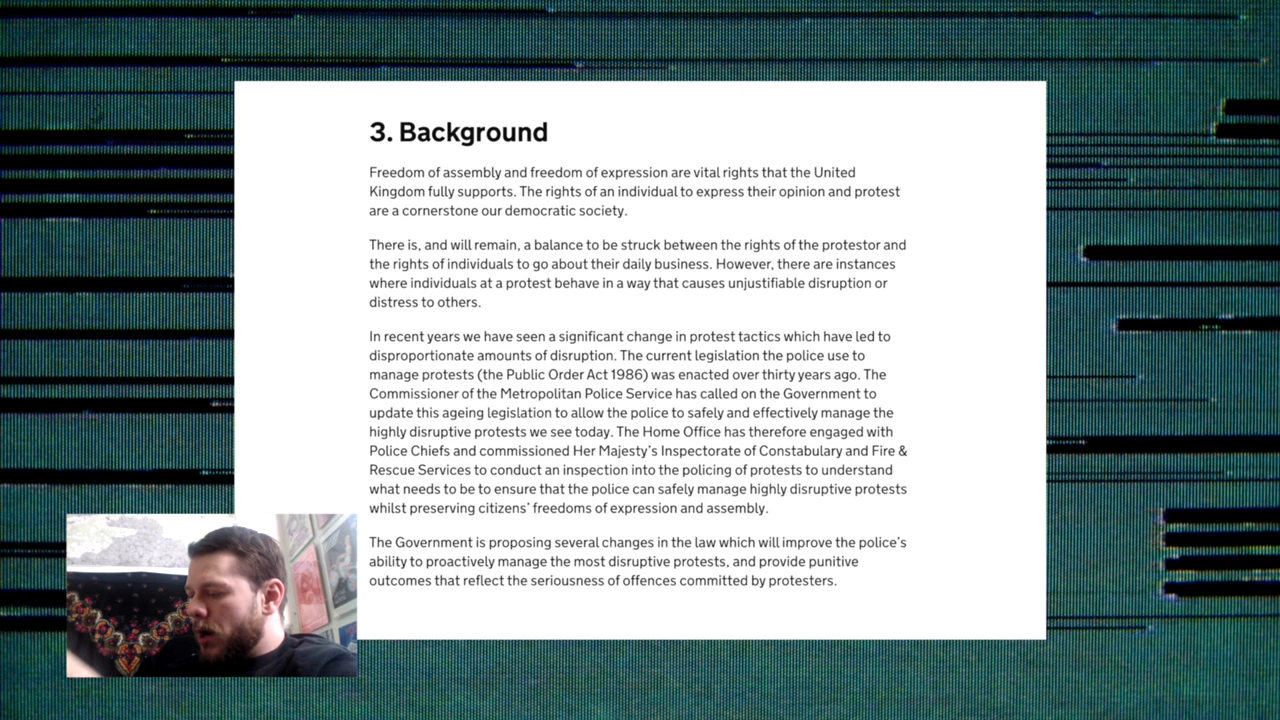 3. Background
Freedom of assembly and freedom of expression are vital rights that the United
Kingdom fully supports. The rights of an individual to express their opinion and protest
are a cornerstone our democratic society.
There is, and will remain, a balance to be struck between the rights of the protestor and
the rights of individuals to go about their daily business. However, there are instances
where individuals at a protest behave in a way that causes unjustifiable disruption or
distress to others.
In recent years we have seen a significant change in protest tactics which have led to
disproportionate amounts of disruption. The current legislation the police use to
manage protests (the Public Order Act 1986) was enacted over thirty years ago. The
Commissioner of the Metropolitan Police Service has called on the Government to
update this ageing legislation to allow the police to safely and effectively manage the
highly disruptive protests we see today. The Home Office has therefore engaged with
Police Chiefs and commissioned Her Majesty's Inspectorate of Constabulary and Fire &
Rescue Services to conduct an inspection into the policing of protests to understand
what needs to be to ensure that the police can safely manage highly disruptive protests
whilst preserving citizens' freedoms of expression and assembly.
The Government is proposing several changes in the law which will improve the police's
ability to proactively manage the most disruptive protests, and provide punitive
outcomes that reflect the seriousness of offences committed by protesters.